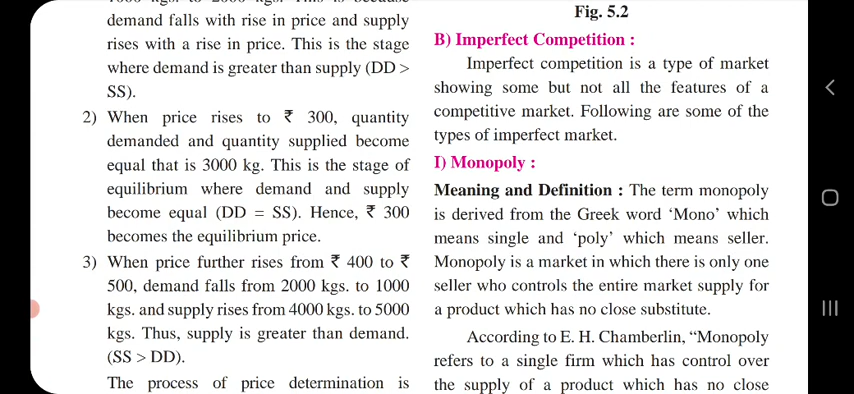 demand falls with rise in price and supply
rises with a rise in price. This is the stage
where demand is greater than supply (DD >
SS).
2) When price rises to ₹ 300, quantity
demanded and quantity supplied become
equal that is 3000 kg. This is the stage of
equilibrium where demand and supply
become equal (DD = SS). Hence, ₹ 300
becomes the equilibrium price.
3) When price further rises from ₹ 400 to ₹
500, demand falls from 2000 kgs. to 1000
kgs. and supply rises from 4000 kgs. to 5000
kgs. Thus, supply is greater than demand.
(SS > DD).
The process of price determination is
Fig. 5.2
B) Imperfect Competition :
Imperfect competition is a type of market
showing some but not all the features of a
competitive market. Following are some of the
types of imperfect market.
I) Monopoly :
Meaning and Definition : The term monopoly
is derived from the Greek word ‘Mono’ which
means single and ‘poly’ which means seller.
Monopoly is a market in which there is only one
seller who controls the entire market supply for
a product which has no close substitute.
According to E. H. Chamberlin, “Monopoly
refers to a single firm which has control over
the supply of a product which has no close